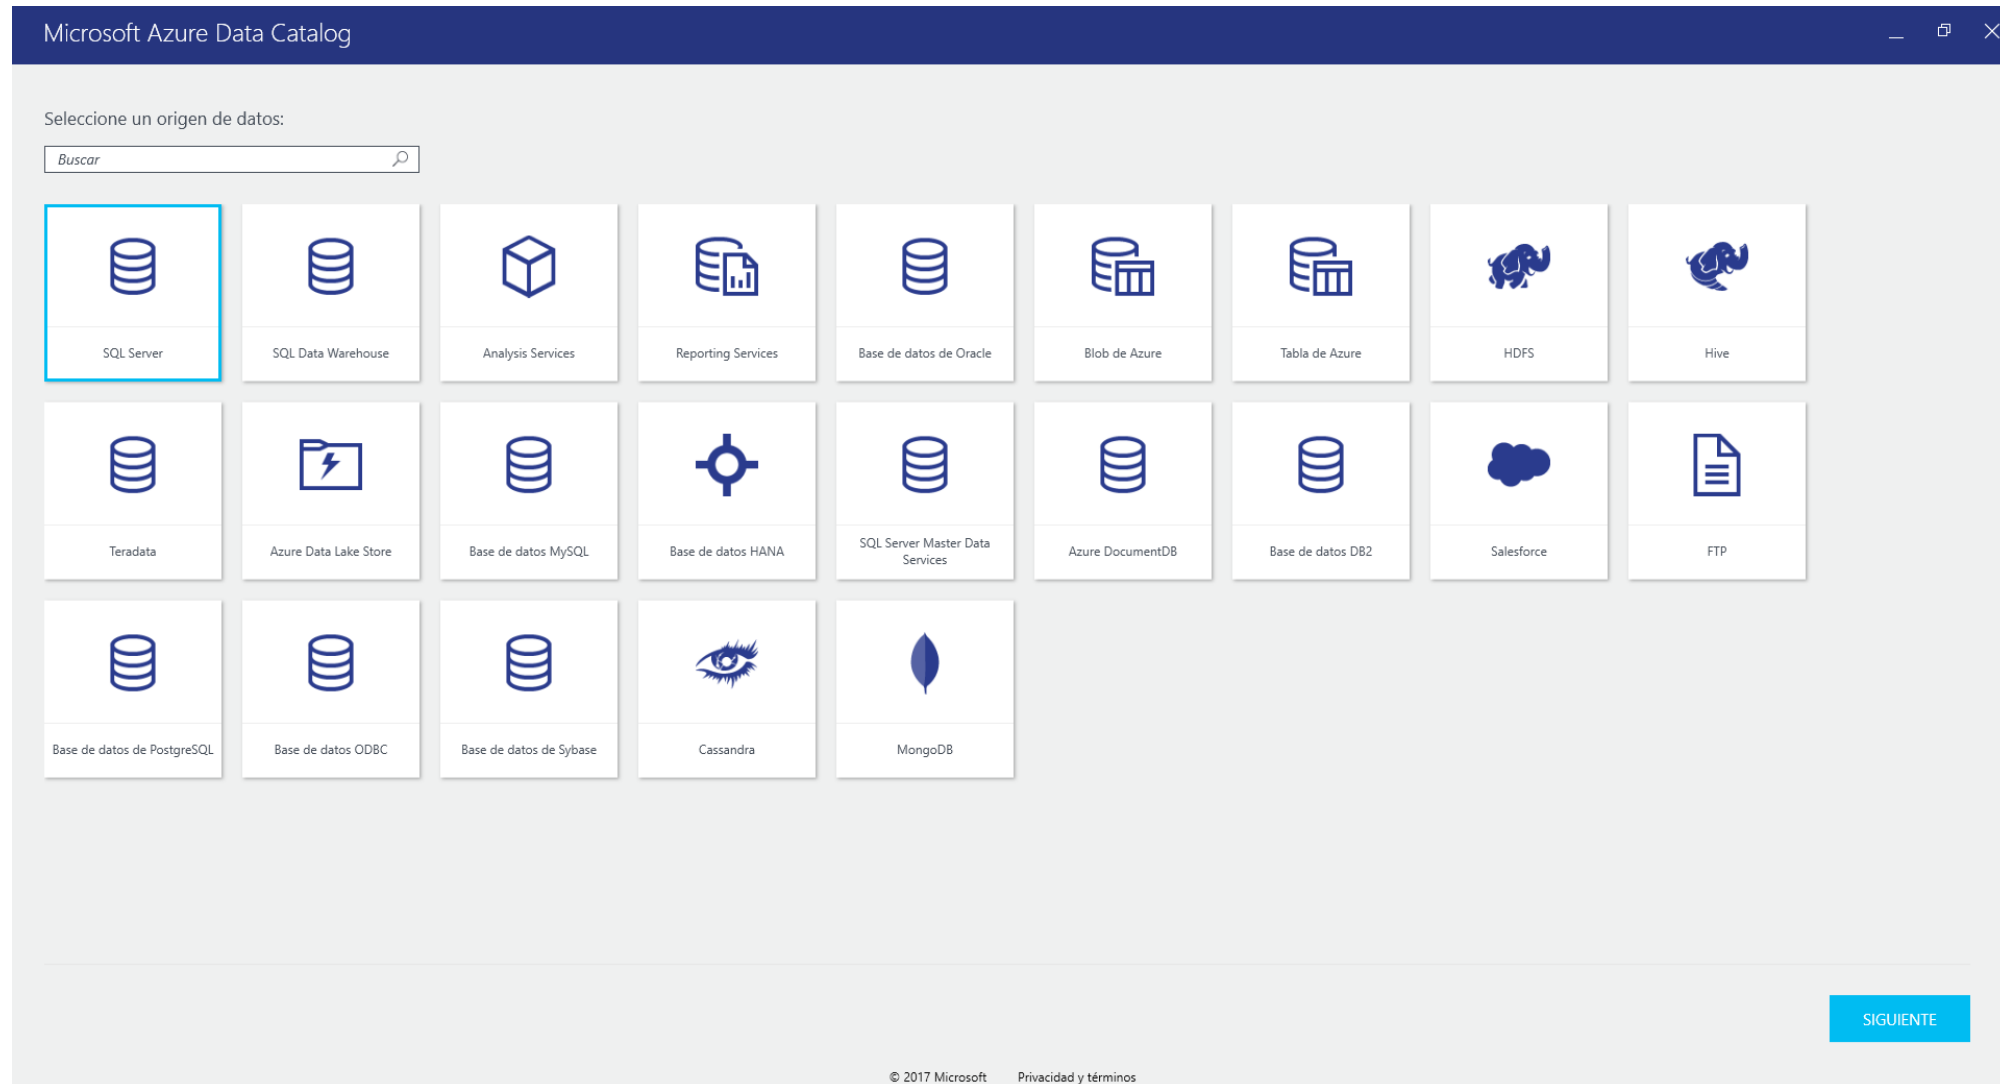 Microsoft Azure Data Catalog
Seleccione un origen de datos:
Buscar
SQL Server
SQL Data Warehouse
Analysis Services
Reporting Services
Base de datos de Oracle
Blob de Azure
Tabla de Azure
HDFS
Hive
Teradata
Azure Data Lake Store
Base de datos MySQL
Base de datos HANA
SQL Server Master Data
Services
Azure DocumentDB
Base de datos DB2
Salesforce
FTP
Base de datos de PostgreSQL
Base de datos ODBC
Base de datos de Sybase
Cassandra
MongoDB
SIGUIENTE
© 2017 Microsoft Privacidad y términos